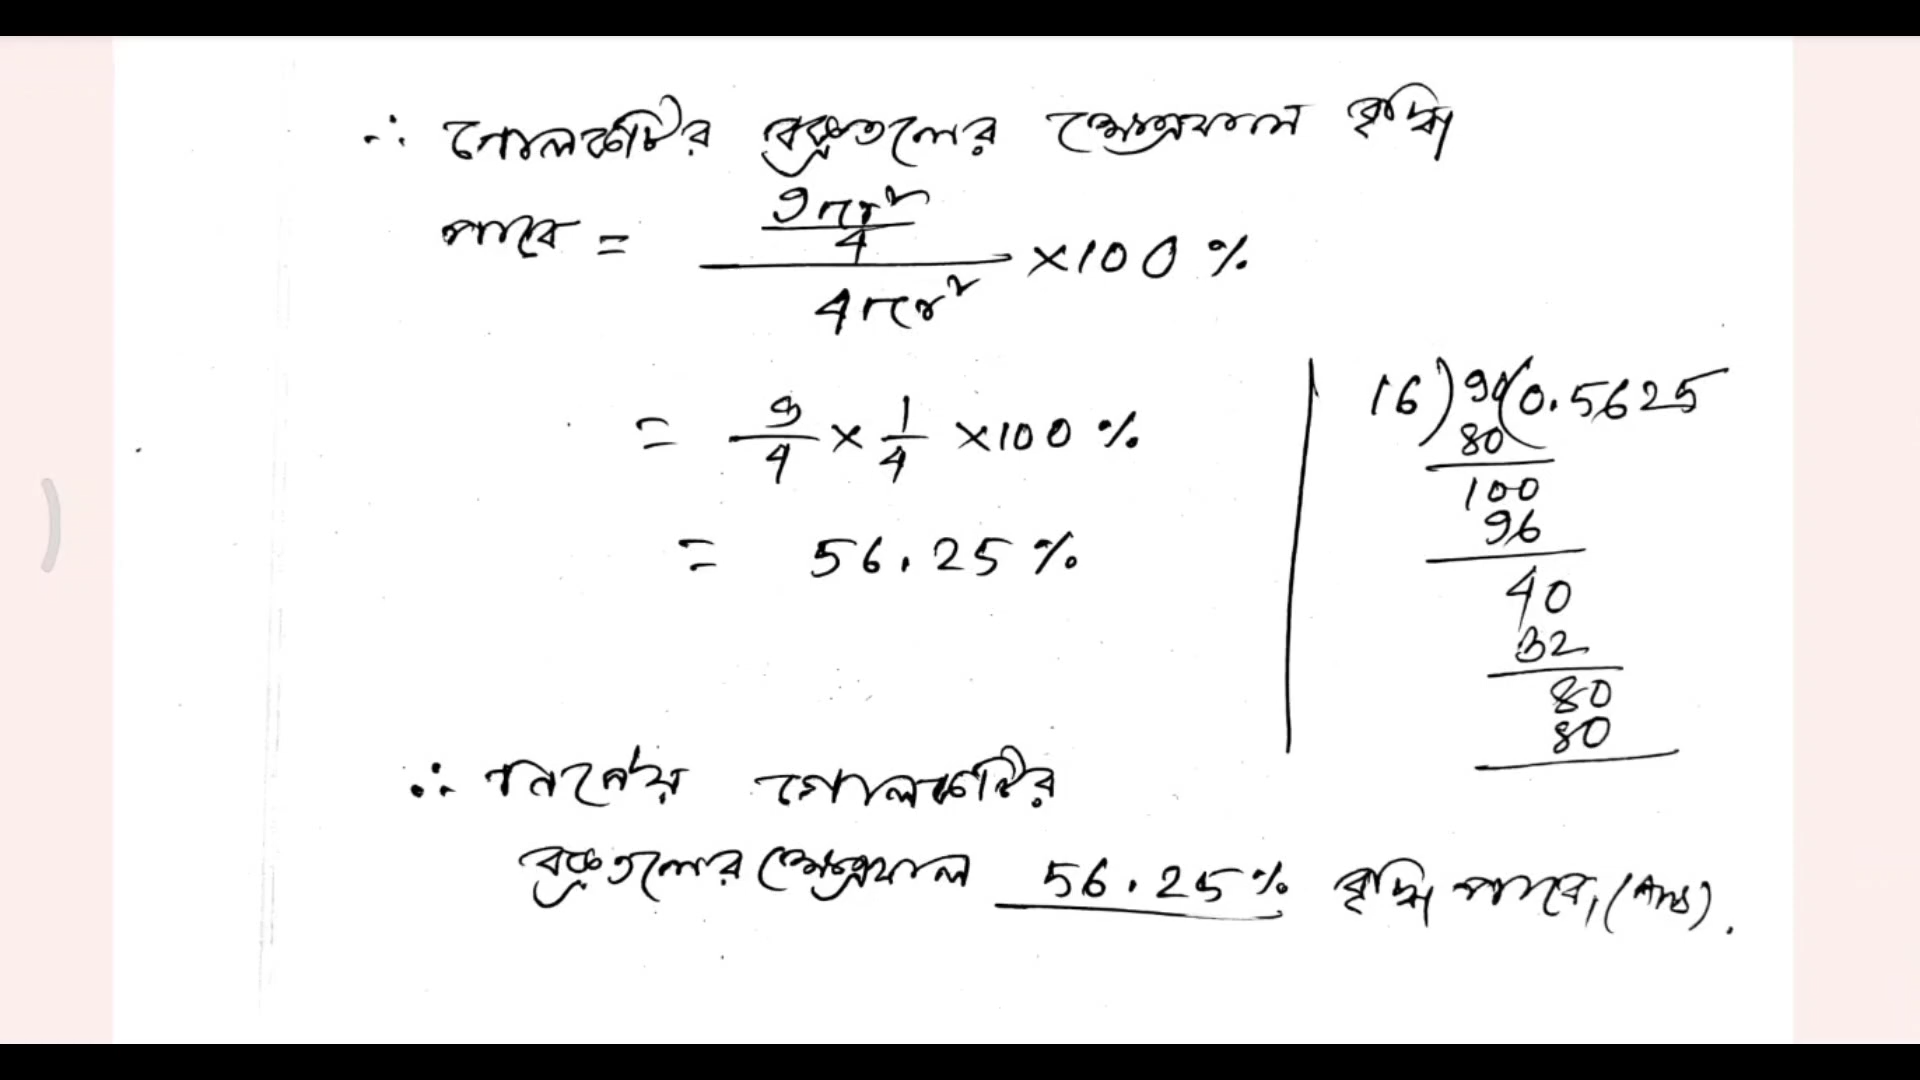 ∴ গোলকটির বক্রতলের ক্ষেত্রফল বৃদ্ধি
পাবে = (9πr²/4)/(4πr²) ×100 %
= 9/4 × 1/4 ×100 %
= 56.25 %
16)90(0.5625
80
100
96
40
32
80
80
∴ নির্ণেয় গোলকটির
বক্রতলের ক্ষেত্রফল 56.25% বৃদ্ধি পাবে, (Ans).